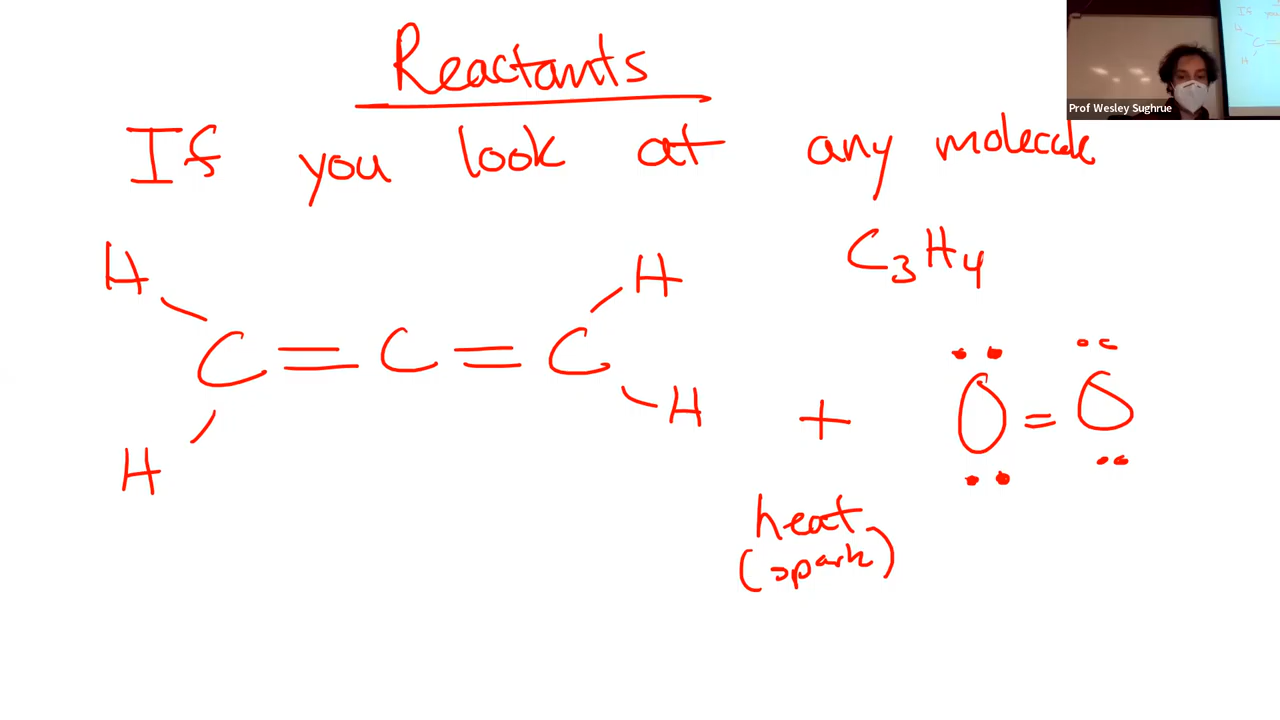 Reactants
If you look at any molecule
C3H4
H H
C = C = C
H H
+ O = O
heat
(spark)
Prof Wesley Sughrue